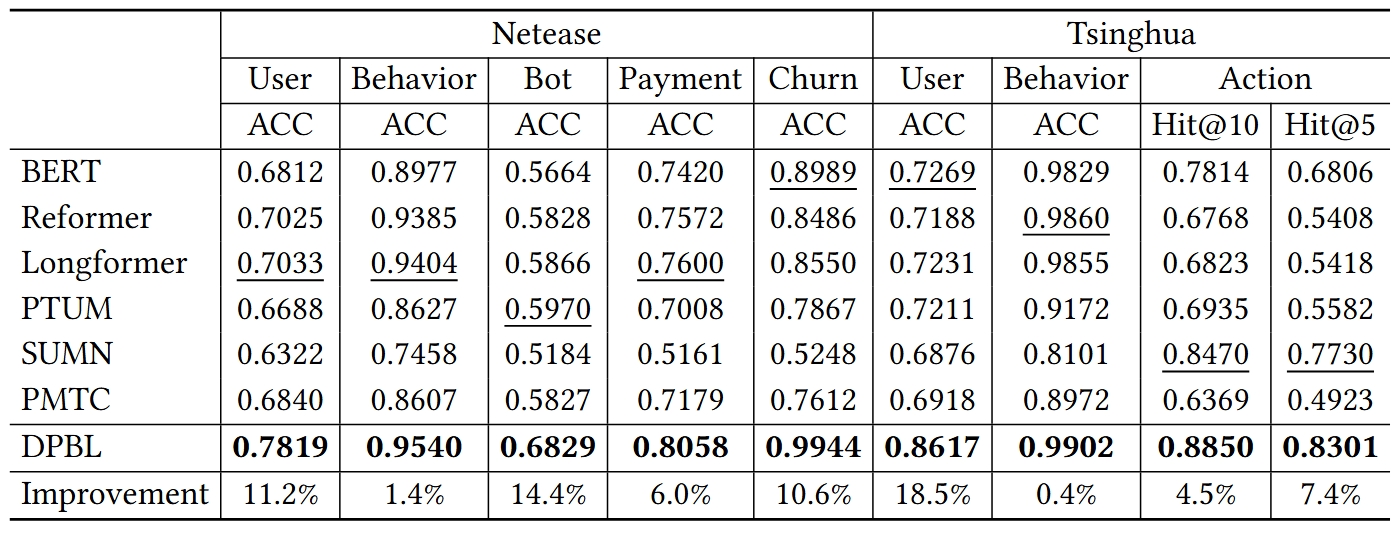 Netease Tsinghua
User Behavior Bot Payment Churn User Behavior Action
ACC ACC ACC ACC ACC ACC ACC Hit@10 Hit@5
BERT 0.6812 0.8977 0.5664 0.7420 0.8989 0.7269 0.9829 0.7814 0.6806
Reformer 0.7025 0.9385 0.5828 0.7572 0.8486 0.7188 0.9860 0.6768 0.5408
Longformer 0.7033 0.9404 0.5866 0.7600 0.8550 0.7231 0.9855 0.6823 0.5418
PTUM 0.6688 0.8627 0.5970 0.7008 0.7867 0.7211 0.9172 0.6935 0.5582
SUMN 0.6322 0.7458 0.5184 0.5161 0.5248 0.6876 0.8101 0.8470 0.7730
PMTC 0.6840 0.8607 0.5827 0.7179 0.7612 0.6918 0.8972 0.6369 0.4923
DPBL 0.7819 0.9540 0.6829 0.8058 0.9944 0.8617 0.9902 0.8850 0.8301
Improvement 11.2% 1.4% 14.4% 6.0% 10.6% 18.5% 0.4% 4.5% 7.4%